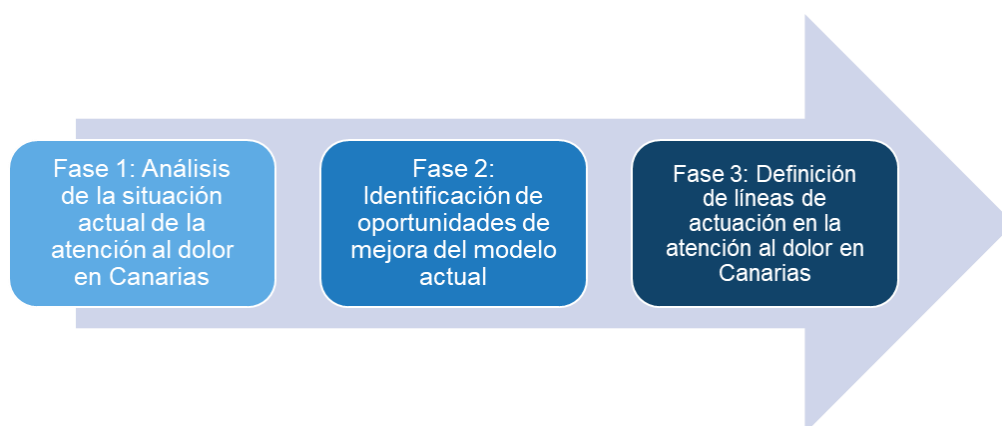 Fase 1: Análisis
de la situación
actual de la
atención al dolor
en Canarias
Fase 2:
Identificación de
oportunidades de
mejora del modelo
actual
Fase 3: Definición
de líneas de
actuación en la
atención al dolor en
Canarias